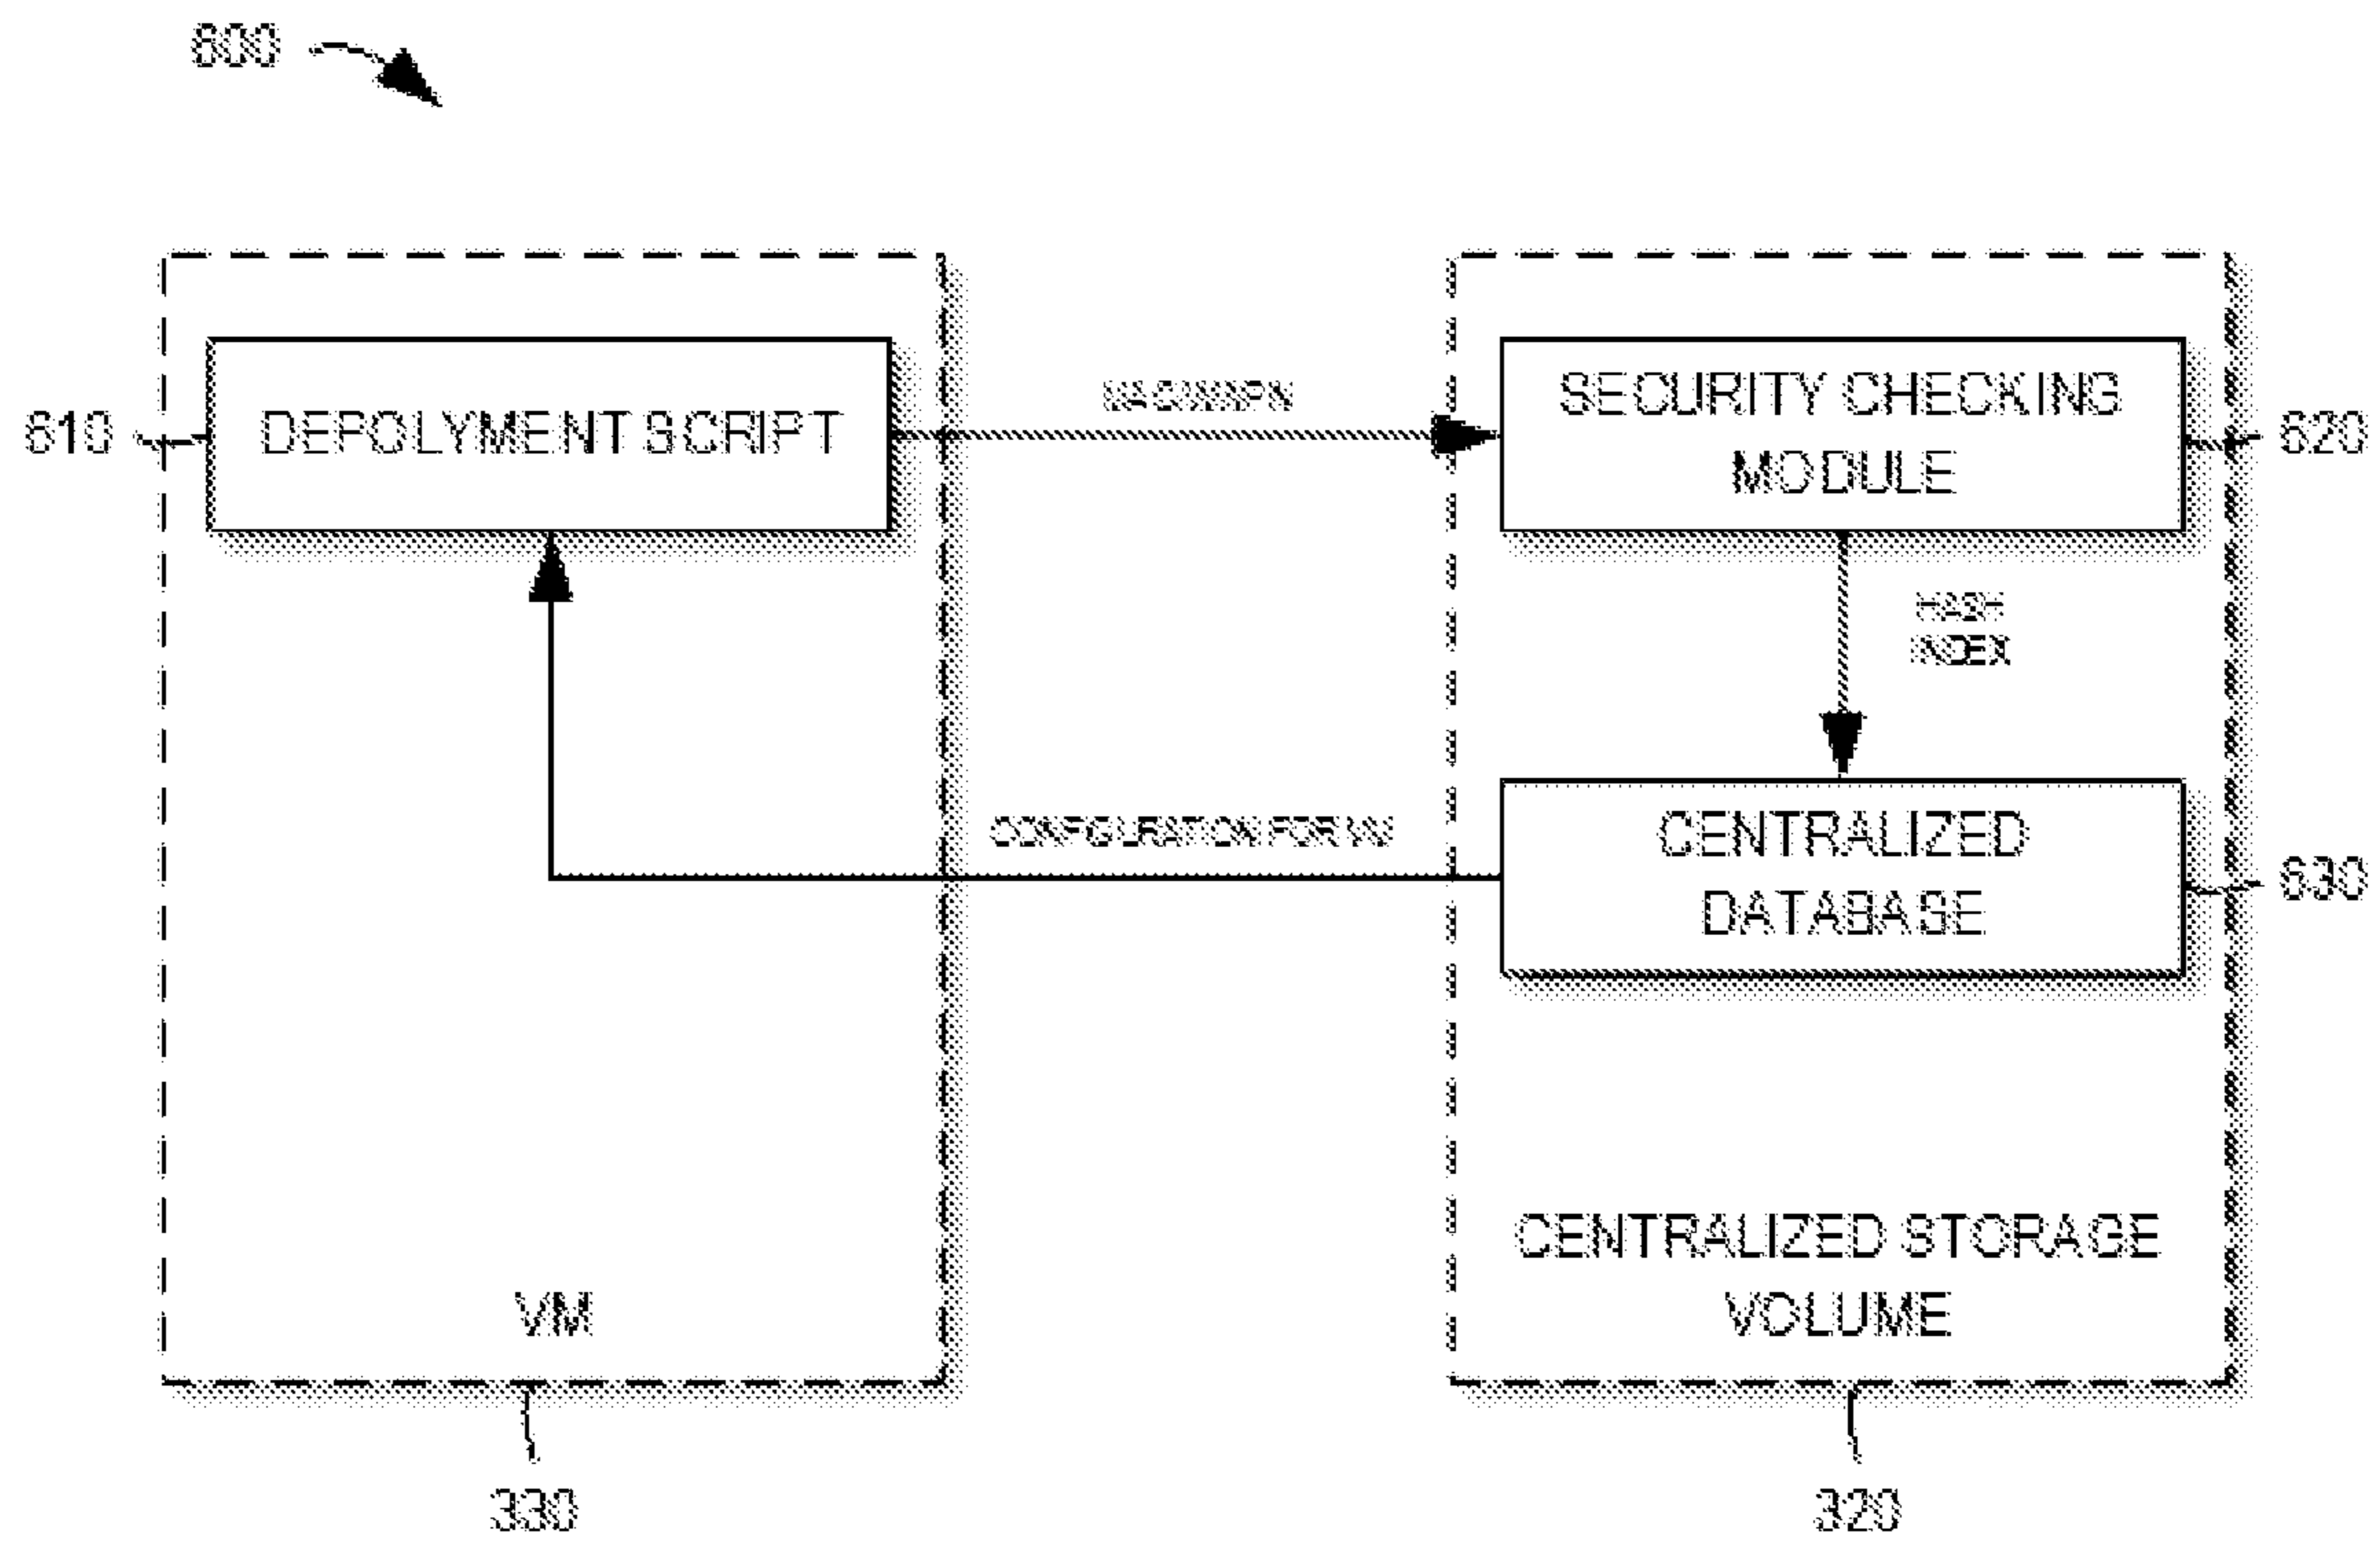 600
DEPOLYMENT SCRIPT
610
SECURITY CHECKING
MODULE
620
HASH
INDEX
CONFIGURATION FOR VM
CENTRALIZED
DATABASE
630
VM
CENTRALIZED STORAGE
VOLUME
330
320